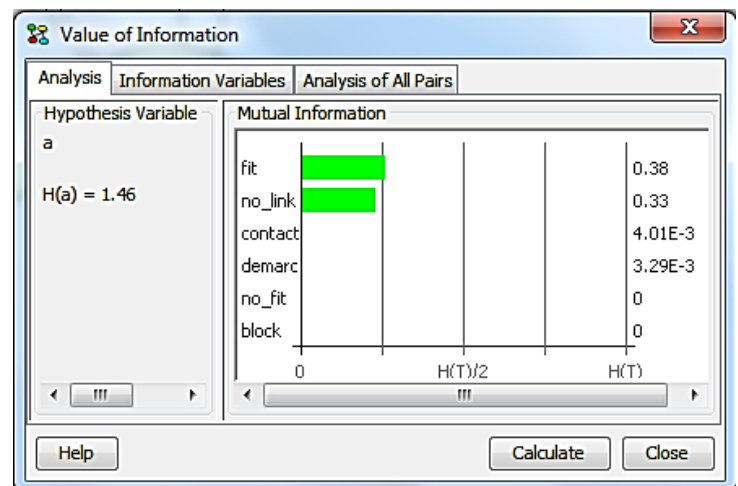 Value of Information
Analysis Information Variables Analysis of All Pairs
Hypothesis Variable
a
H(a) = 1.46
Mutual Information
fit 0.38
no_link 0.33
contact 4.01E-3
demarc 3.29E-3
no_fit 0
block 0
0 H(T)/2 H(T)
Help Calculate Close